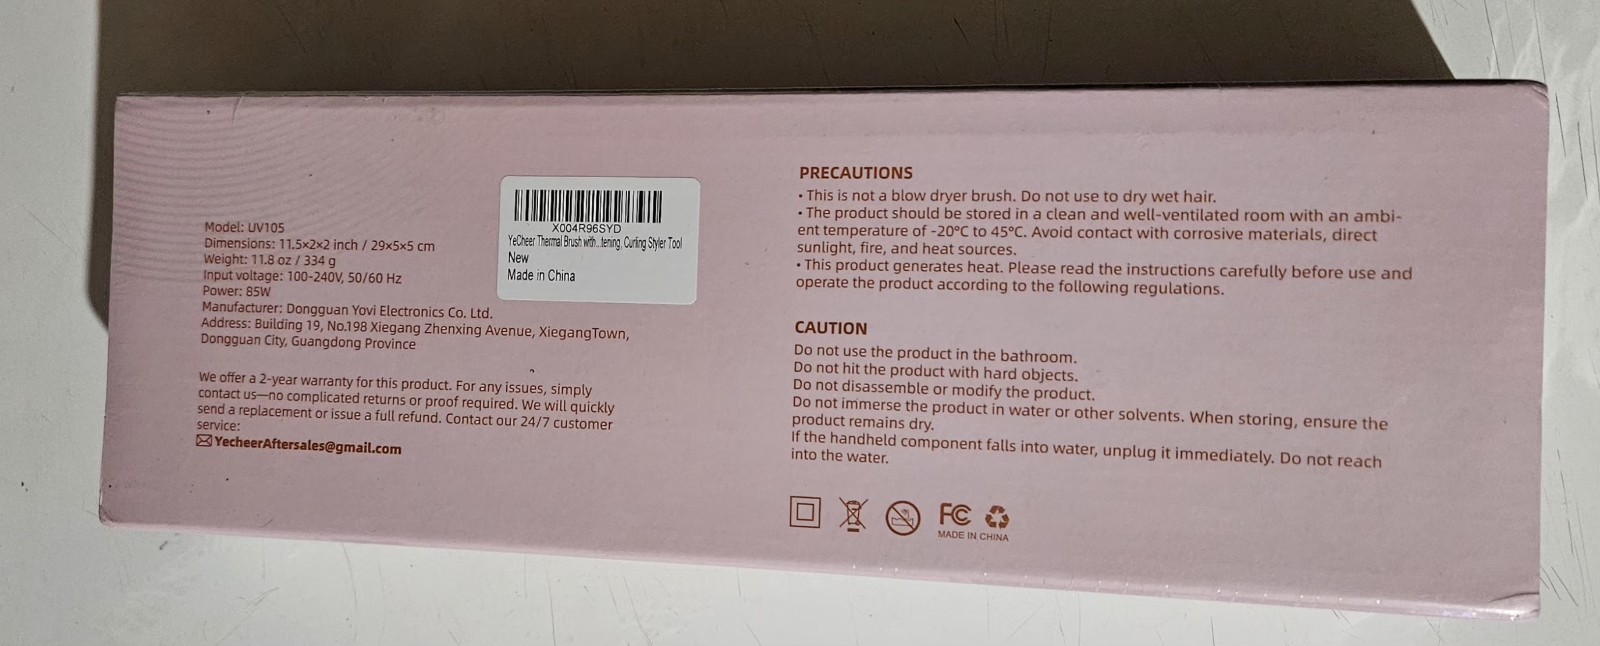 Model: UV105
Dimensions: 11.5×2×2 inch / 29×5×5 cm
Weight: 11.8 oz / 334 g
Input voltage: 100-240V, 50/60 Hz
Power: 85W
Manufacturer: Dongguan Yovi Electronics Co. Ltd.
Address: Building 19, No.198 Xiegang Zhenxing Avenue, XiegangTown,
Dongguan City, Guangdong Province
We offer a 2-year warranty for this product. For any issues, simply
contact us—no complicated returns or proof required. We will quickly
send a replacement or issue a full refund. Contact our 24/7 customer
service:
YecheerAftersales@gmail.com
X004R96SYD
YeCheer Thermal Brush with...tening, Curling Styler Tool
New
Made in China
PRECAUTIONS
• This is not a blow dryer brush. Do not use to dry wet hair.
• The product should be stored in a clean and well-ventilated room with an ambi-
ent temperature of -20°C to 45°C. Avoid contact with corrosive materials, direct
sunlight, fire, and heat sources.
• This product generates heat. Please read the instructions carefully before use and
operate the product according to the following regulations.
CAUTION
Do not use the product in the bathroom.
Do not hit the product with hard objects.
Do not disassemble or modify the product.
Do not immerse the product in water or other solvents. When storing, ensure the
product remains dry.
If the handheld component falls into water, unplug it immediately. Do not reach
into the water.
FC
MADE IN CHINA